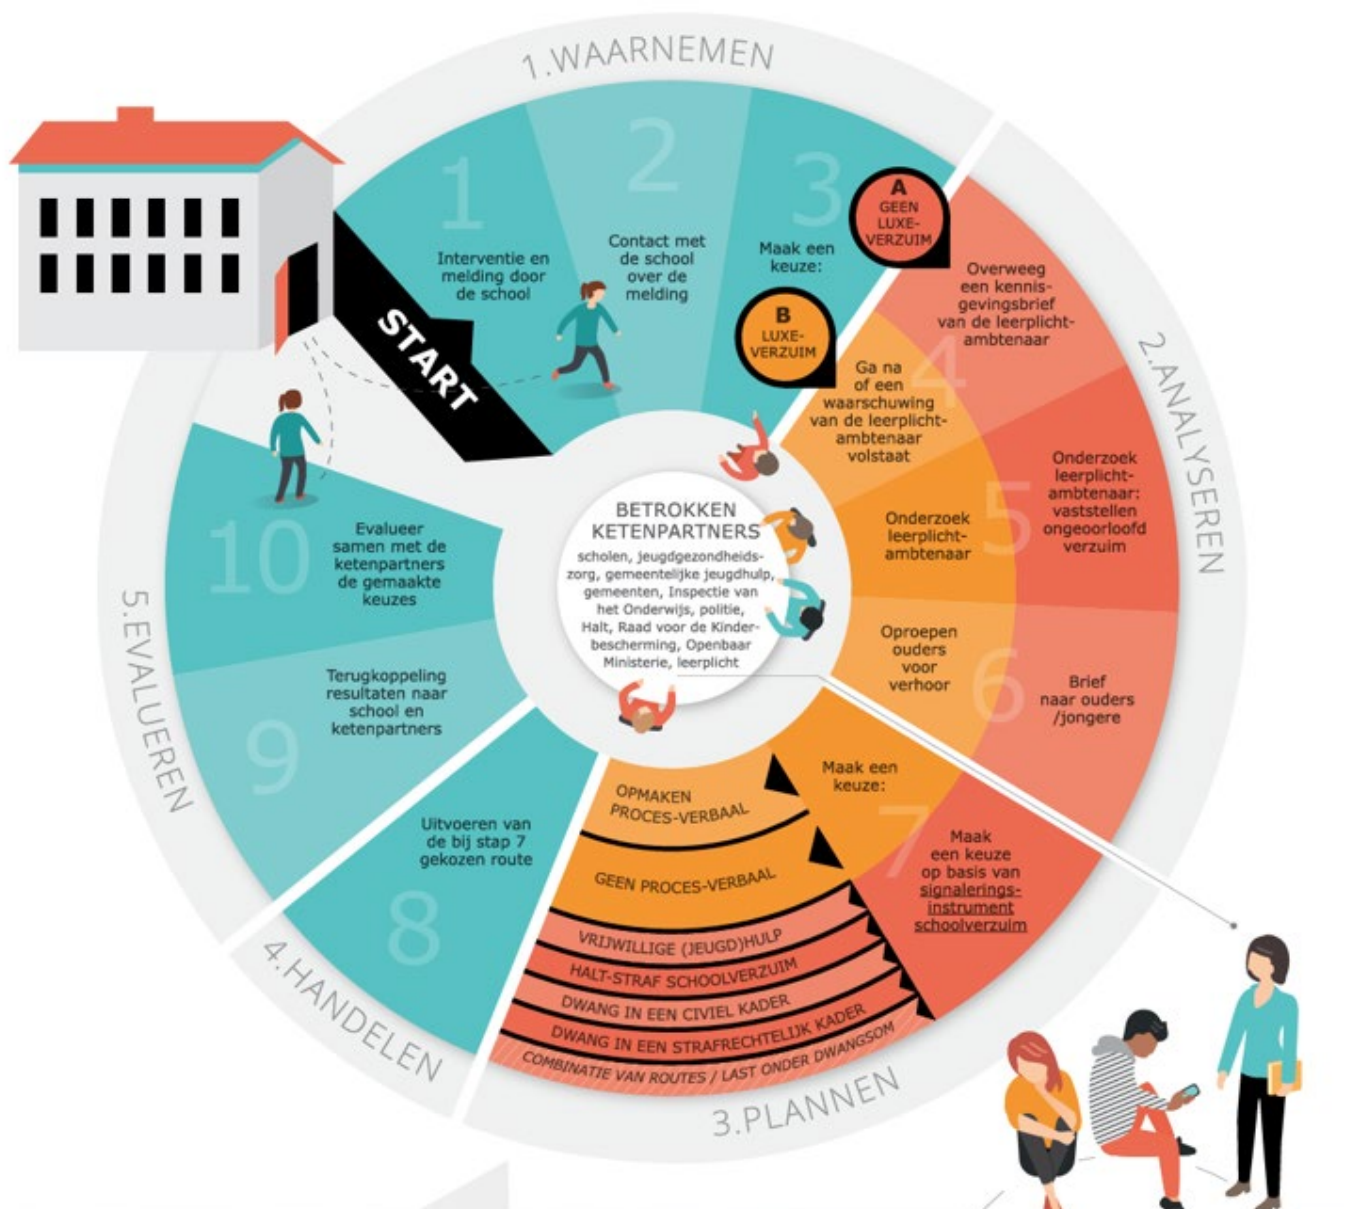 1.WAARNEMEN
START
1
Interventie en
melding door
de school
2
Contact met
de school
over de
melding
3
Maak een
keuze:
A
GEEN
LUXE-
VERZUIM
B
LUXE-
VERZUIM
2.ANALYSEREN
4
Overweeg
een kennis-
gevingsbrief
van de leerplicht-
ambtenaar
Ga na
of een
waarschuwing
van de leerplicht-
ambtenaar
volstaat
5
Onderzoek
leerplicht-
ambtenaar:
vaststellen
ongeoorloofd
verzuim
Onderzoek
leerplicht-
ambtenaar
6
Oproepen
ouders
voor
verhoor
Brief
naar ouders
/jongere
3.PLANNEN
7
Maak een
keuze:
Maak
een keuze
op basis van
signalerings-
instrument
schoolverzuim
OPMAKEN
PROCES-VERBAAL
GEEN PROCES-VERBAAL
VRIJWILLIGE (JEUGD)HULP
HALT-STRAF SCHOOLVERZUIM
DWANG IN EEN CIVIEL KADER
DWANG IN EEN STRAFRECHTELIJK KADER
COMBINATIE VAN ROUTES / LAST ONDER DWANGSOM
4.HANDELEN
8
Uitvoeren van
de bij stap 7
gekozen route
5.EVALUEREN
9
Terugkoppeling
resultaten naar
school en
ketenpartners
10
Evalueer
samen met de
ketenpartners
de gemaakte
keuzes
BETROKKEN
KETENPARTNERS
scholen, jeugdgezondheids-
zorg, gemeentelijke jeugdhulp,
gemeenten, Inspectie van
het Onderwijs, politie,
Halt, Raad voor de Kinder-
bescherming, Openbaar
Ministerie, leerplicht